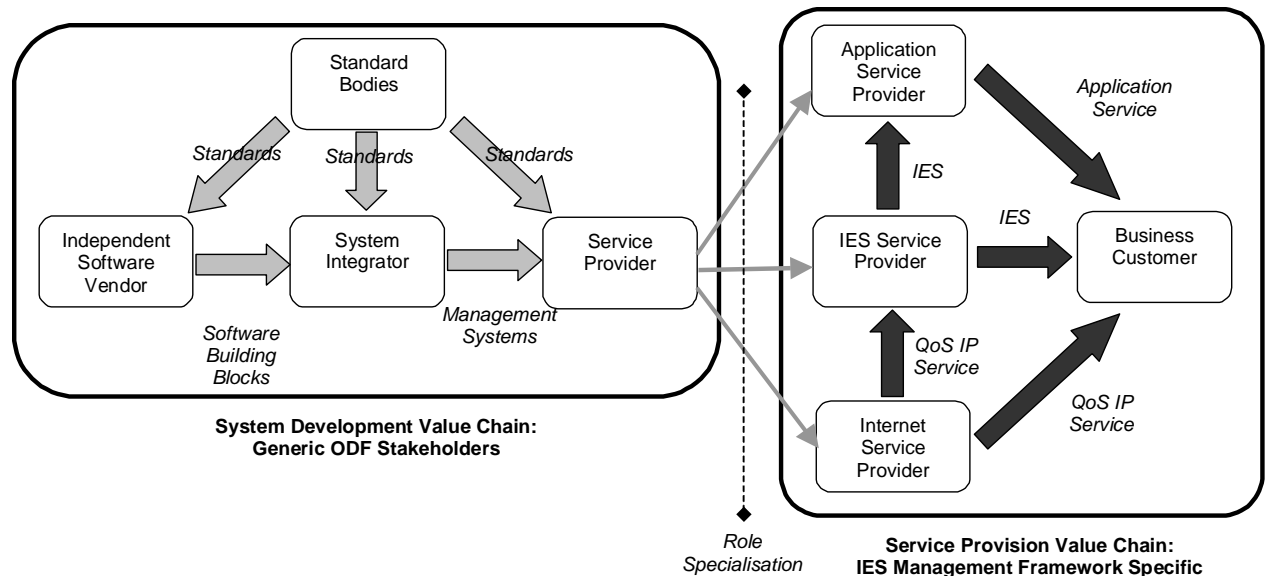 Standard
Bodies
Standards
Standards
Standards
Independent
Software
Vendor
System
Integrator
Service
Provider
Software
Building
Blocks
Management
Systems
System Development Value Chain:
Generic ODF Stakeholders
Role
Specialisation
Application
Service
Provider
Application
Service
IES
IES Service
Provider
IES
Business
Customer
QoS IP
Service
Internet
Service
Provider
QoS IP
Service
Service Provision Value Chain:
IES Management Framework Specific